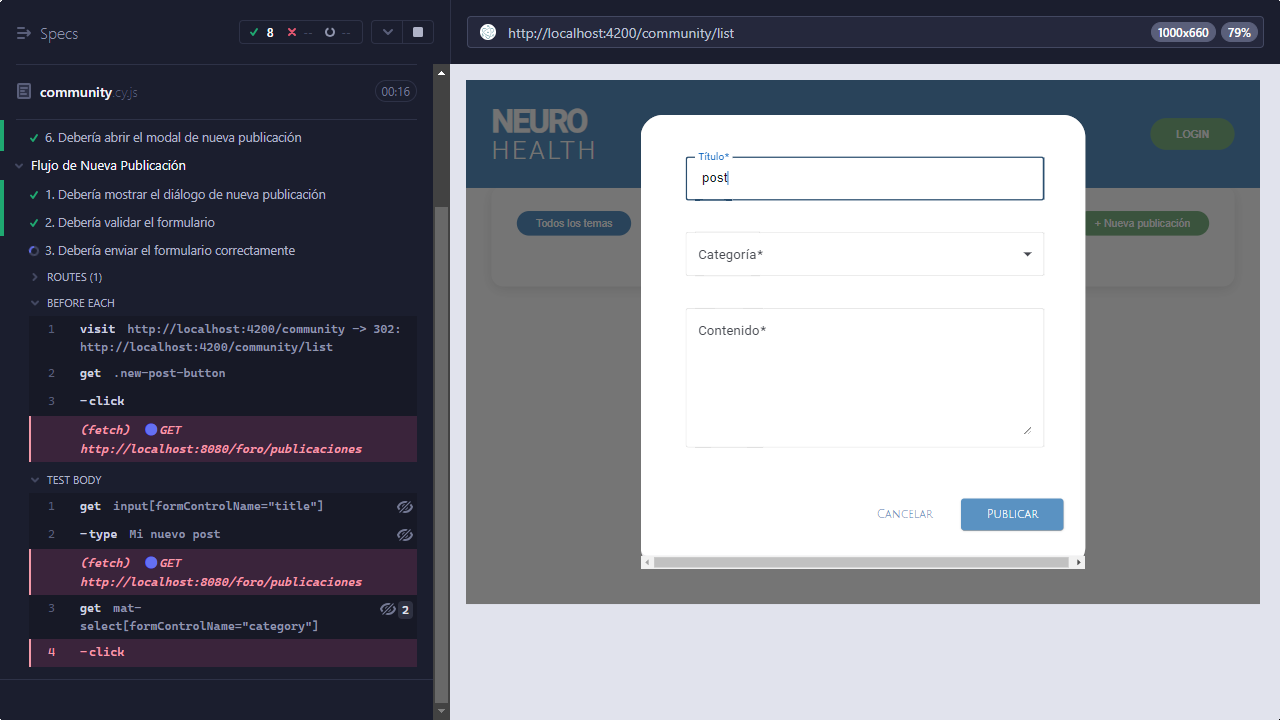 Specs
8
--
--
community.cy.js
00:16
6. Debería abrir el modal de nueva publicación
Flujo de Nueva Publicación
1. Debería mostrar el diálogo de nueva publicación
2. Debería validar el formulario
3. Debería enviar el formulario correctamente
ROUTES (1)
BEFORE EACH
1 visit http://localhost:4200/community -> 302:
http://localhost:4200/community/list
2 get .new-post-button
3 -click
(fetch) GET
http://localhost:8080/foro/publicaciones
TEST BODY
1 get input[formControlName="title"]
2 -type Mi nuevo post
(fetch) GET
http://localhost:8080/foro/publicaciones
3 get mat-
select[formControlName="category"]
2
4 -click
http://localhost:4200/community/list
1000x660
79%
NEURO
HEALTH
LOGIN
Todos los temas
+ Nueva publicación
Título*
post
Categoría*
Contenido*
Cancelar
Publicar